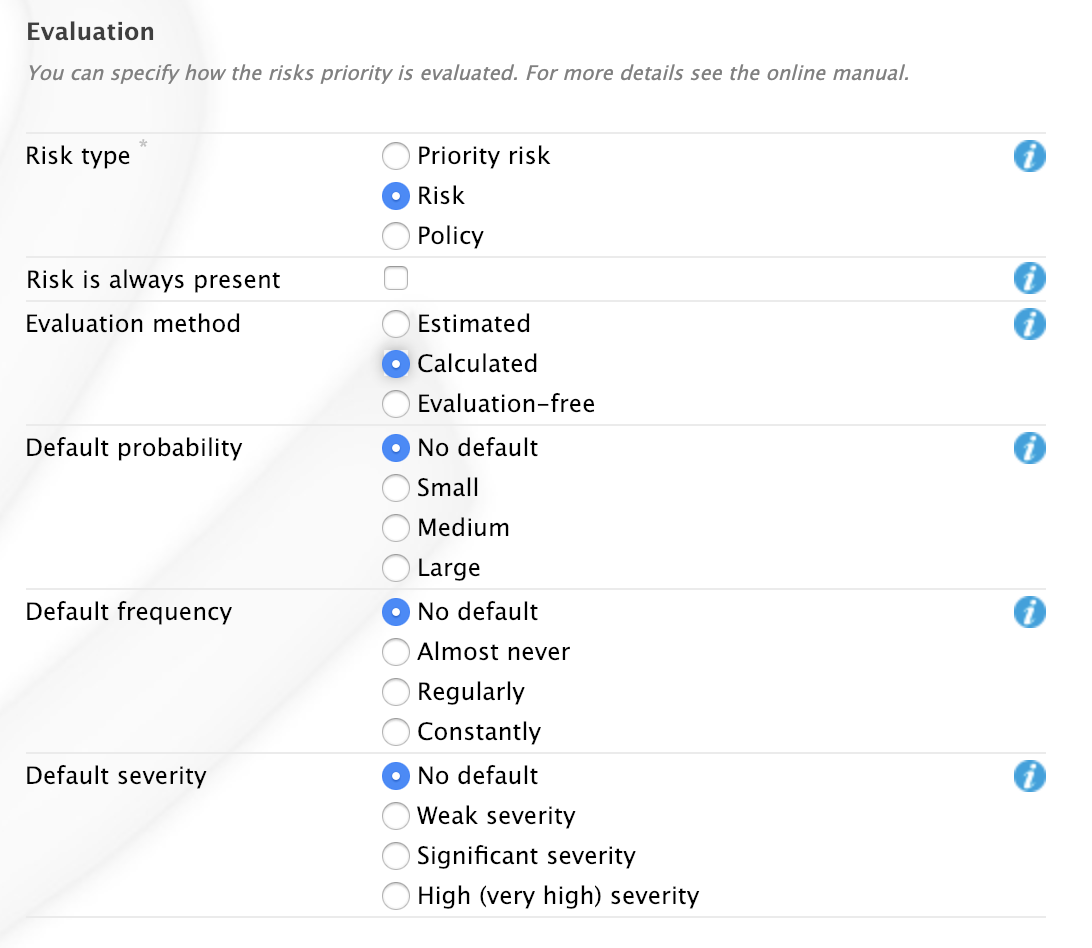 Evaluation
You can specify how the risks priority is evaluated. For more details see the online manual.
Risk type *
Priority risk
Risk
Policy
Risk is always present
Evaluation method
Estimated
Calculated
Evaluation-free
Default probability
No default
Small
Medium
Large
Default frequency
No default
Almost never
Regularly
Constantly
Default severity
No default
Weak severity
Significant severity
High (very high) severity